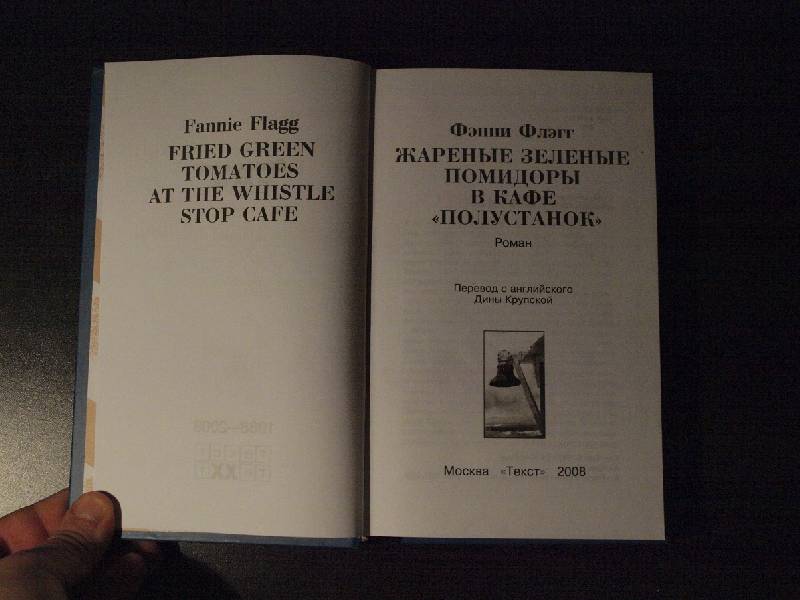 Fannie Flagg
FRIED GREEN
TOMATOES
AT THE WHISTLE
STOP CAFE
Фэнни Флэгг
ЖАРЕНЫЕ ЗЕЛЕНЫЕ
ПОМИДОРЫ
В КАФЕ
«ПОЛУСТАНОК»
Роман
Перевод с английского
Дины Крупской
Москва «Текст» 2008